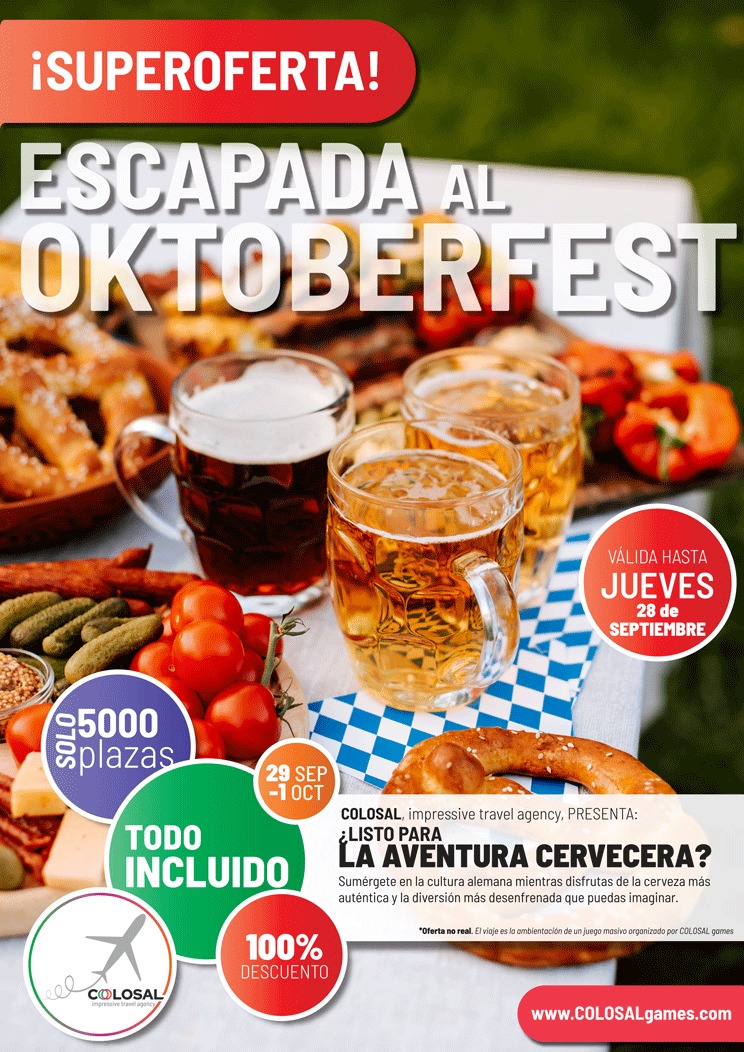 ¡SUPEROFERTA!
ESCAPADA AL
OKTOBERFEST
VÁLIDA HASTA
JUEVES
28 de
SEPTIEMBRE
SOLO 5000
plazas
29 SEP
-1 OCT
TODO
INCLUIDO
100%
DESCUENTO
COLOSAL, impressive travel agency, PRESENTA:
¿LISTO PARA
LA AVENTURA CERVECERA?
Sumérgete en la cultura alemana mientras disfrutas de la cerveza más
auténtica y la diversión más desenfrenada que puedas imaginar.
*Oferta no real. El viaje es la ambientación de un juego masivo organizado por COLOSAL games
COLOSAL
impressive travel agency
www.COLOSALgames.com